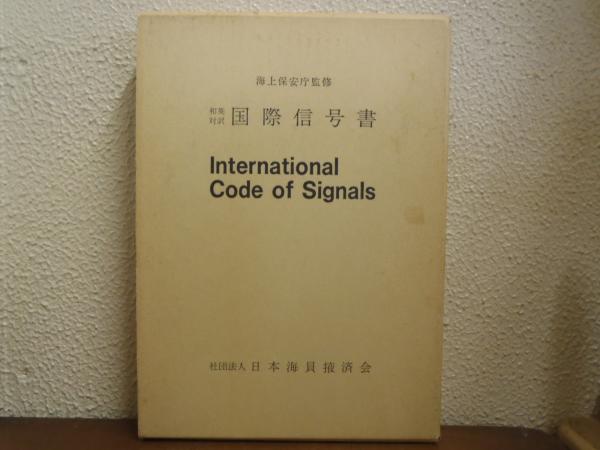 海上保安庁監修
和英対訳 国際信号書
International
Code of Signals
社団法人 日本海員掖済会